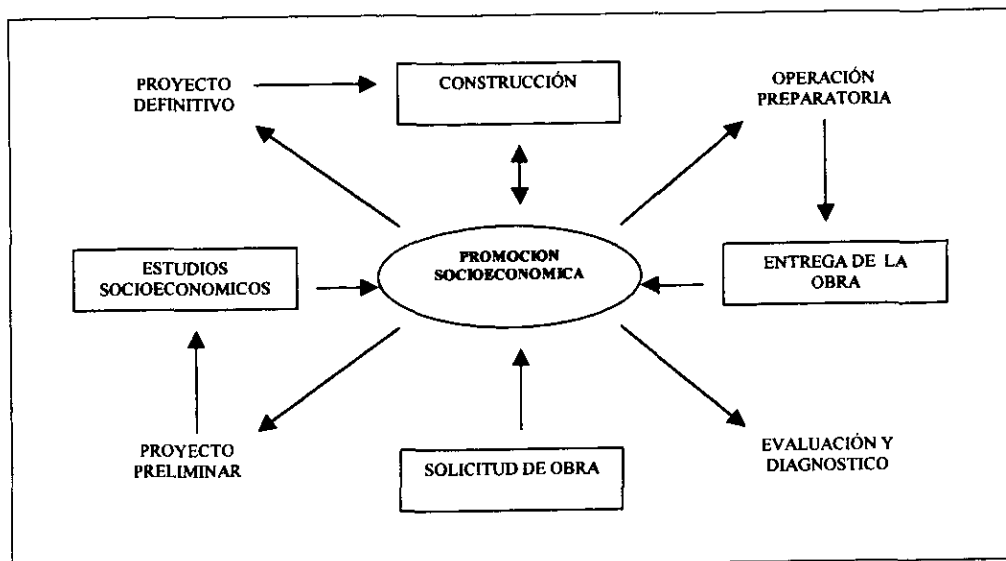 PROYECTO
DEFINITIVO
CONSTRUCCIÓN
OPERACIÓN
PREPARATORIA
ESTUDIOS
SOCIOECONOMICOS
PROMOCION
SOCIOECONOMICA
ENTREGA DE LA
OBRA
PROYECTO
PRELIMINAR
SOLICITUD DE OBRA
EVALUACIÓN Y
DIAGNOSTICO